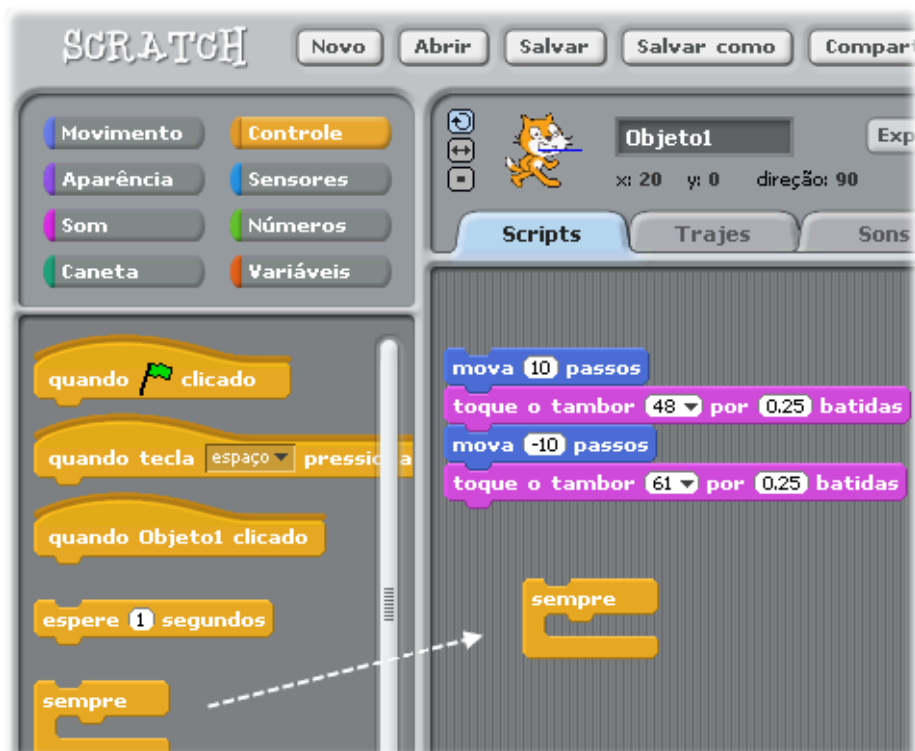 SCRATCH Novo Abrir Salvar Salvar como Compart
Movimento Controle
Aparência Sensores
Som Números
Caneta Variáveis
Objeto1 Exp
x: 20 y: 0 direção: 90
Scripts Trajes Sons
quando clicado
quando tecla espaço pressio a
quando Objeto1 clicado
espere 1 segundos
sempre
mova 10 passos
toque o tambor 48 por 0.25 batidas
mova -10 passos
toque o tambor 61 por 0.25 batidas
sempre